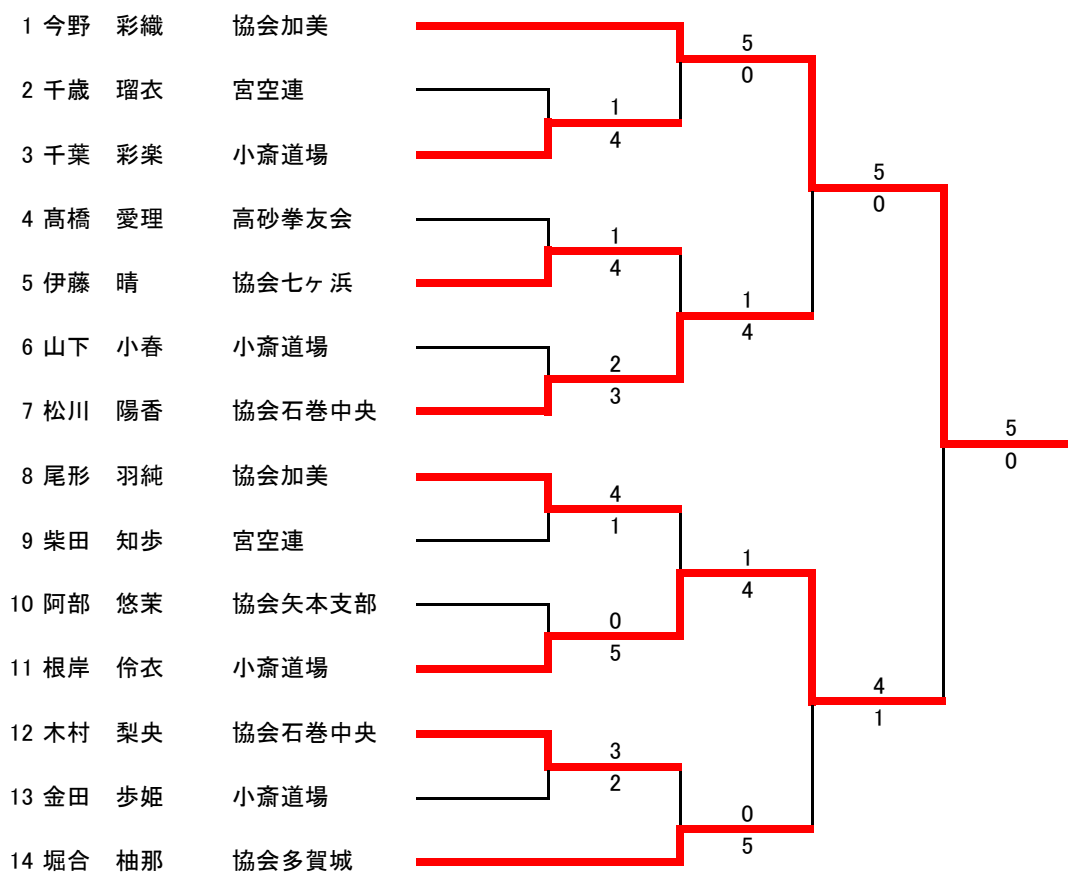 1 今野 彩織 協会加美
5
0
2 千歳 瑠衣 宮空連
1
4
3 千葉 彩楽 小斎道場
5
0
4 髙橋 愛理 高砂拳友会
1
4
5 伊藤 晴 協会七ヶ浜
1
4
6 山下 小春 小斎道場
2
3
7 松川 陽香 協会石巻中央
5
0
8 尾形 羽純 協会加美
4
1
9 柴田 知歩 宮空連
1
4
10 阿部 悠茉 協会矢本支部
0
5
11 根岸 伶衣 小斎道場
4
1
12 木村 梨央 協会石巻中央
3
2
13 金田 歩姫 小斎道場
0
5
14 堀合 柚那 協会多賀城